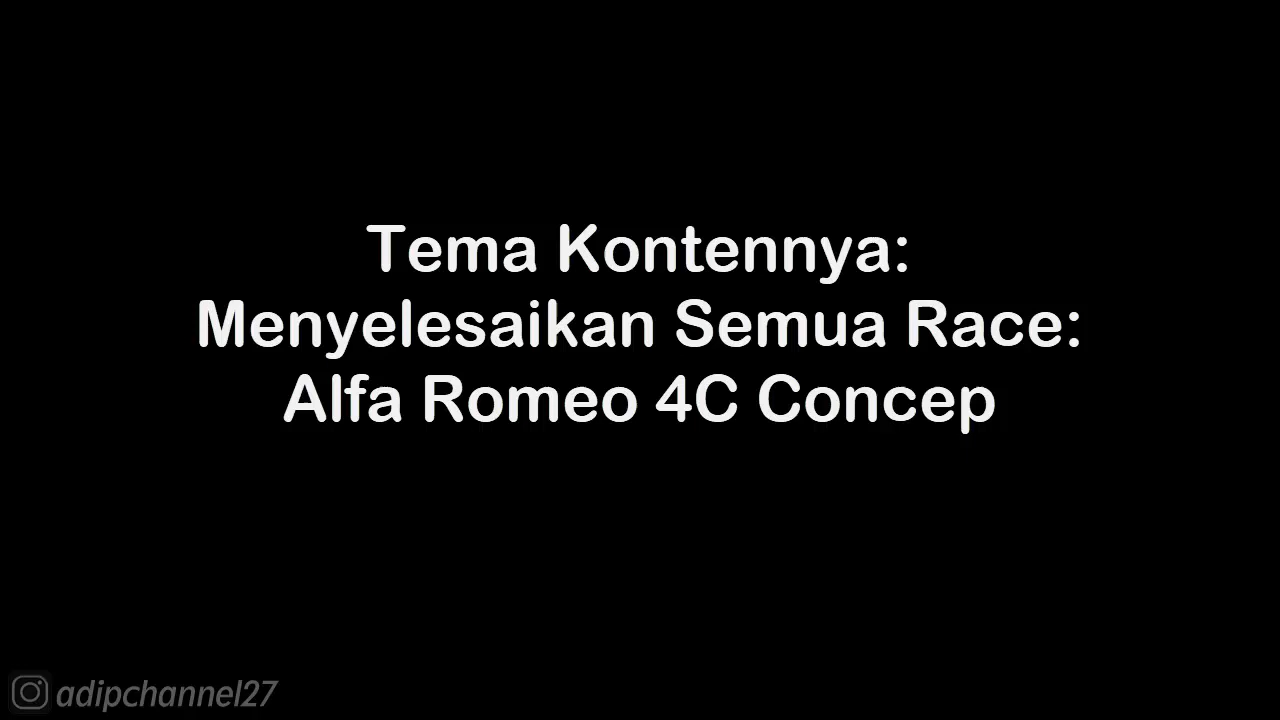 Tema Kontennya:
Menyelesaikan Semua Race:
Alfa Romeo 4C Concep
adipchannel27